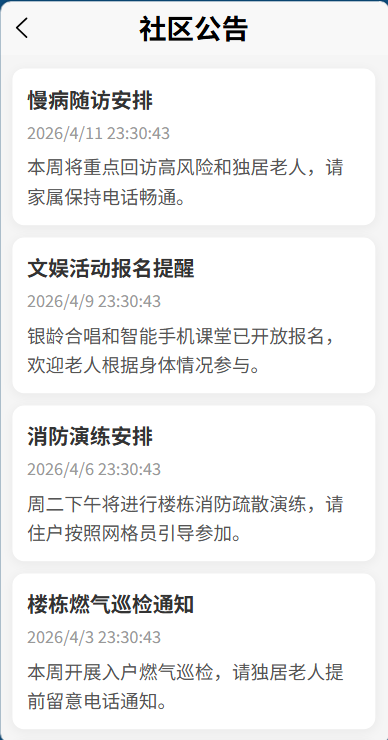 社区公告
慢病随访安排
2026/4/11 23:30:43
本周将重点回访高风险和独居老人，请
家属保持电话畅通。
文娱活动报名提醒
2026/4/9 23:30:43
银龄合唱和智能手机课堂已开放报名，
欢迎老人根据身体情况参与。
消防演练安排
2026/4/6 23:30:43
周二下午将进行楼栋消防疏散演练，请
住户按照网格员引导参加。
楼栋燃气巡检通知
2026/4/3 23:30:43
本周开展入户燃气巡检，请独居老人提
前留意电话通知。